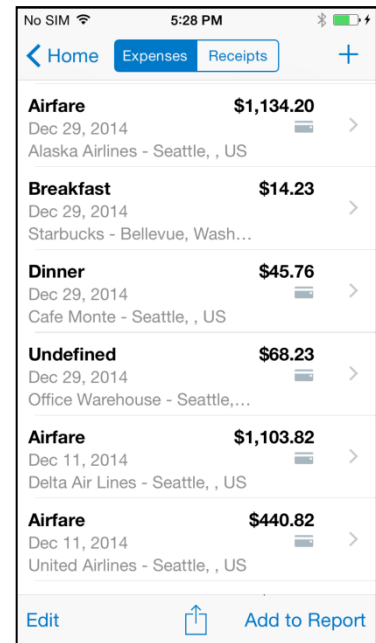 No SIM 5:28 PM
Home Expenses Receipts +
Airfare $1,134.20
Dec 29, 2014
Alaska Airlines - Seattle, , US
Breakfast $14.23
Dec 29, 2014
Starbucks - Bellevue, Wash...
Dinner $45.76
Dec 29, 2014
Cafe Monte - Seattle, , US
Undefined $68.23
Dec 29, 2014
Office Warehouse - Seattle,...
Airfare $1,103.82
Dec 11, 2014
Delta Air Lines - Seattle, , US
Airfare $440.82
Dec 11, 2014
United Airlines - Seattle, , US
Edit Add to Report